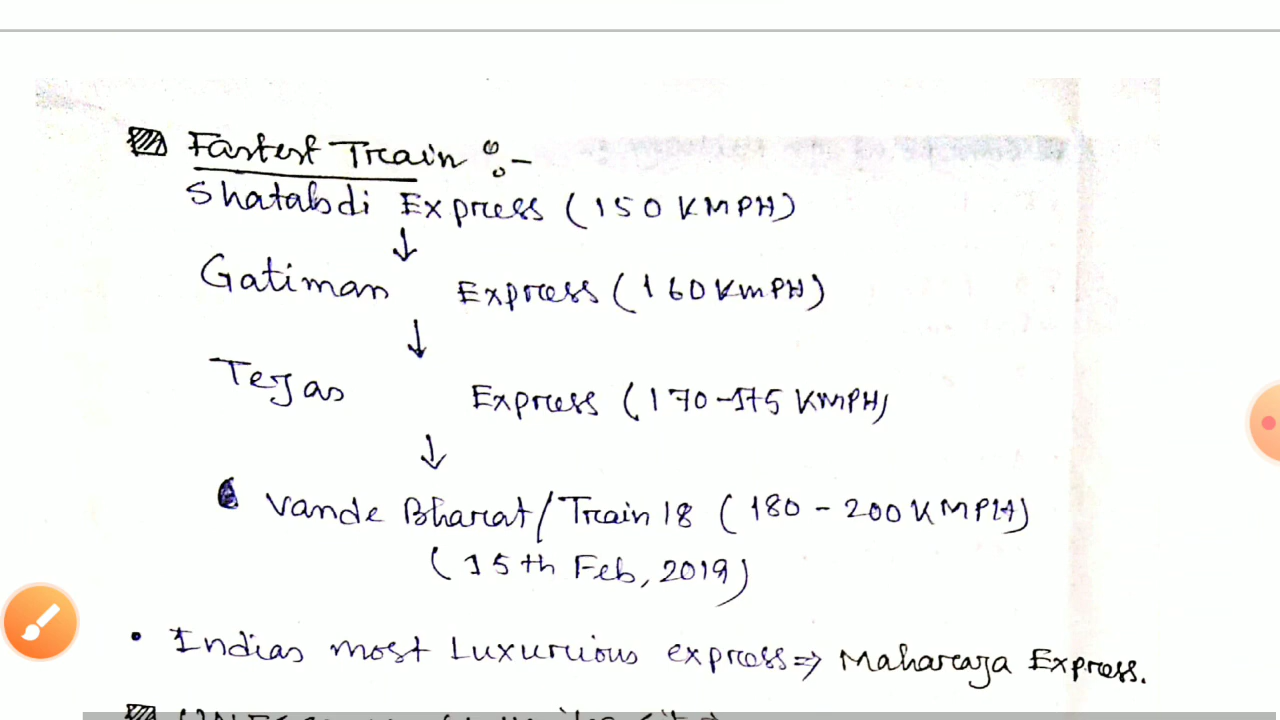 Fastest Train :-
Shatabdi Express (150 KMPH)
↓
Gatiman Express (160 KMPH)
↓
Tejas Express (170-175 KMPH)
↓
Vande Bharat/Train 18 (180 - 200 KMPH)
(15th Feb, 2019)
• Indias most Luxurious express ⇒ Maharaja Express.